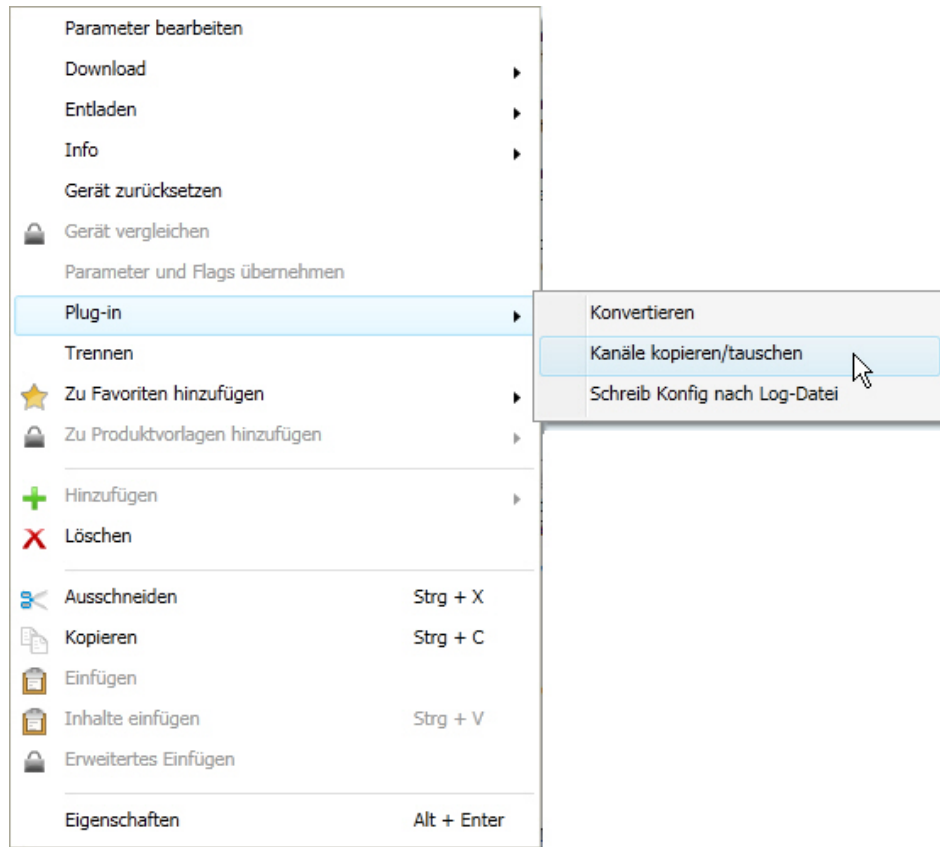 Parameter bearbeiten
Download
Entladen
Info
Gerät zurücksetzen
Gerät vergleichen
Parameter und Flags übernehmen
Plug-in
Konvertieren
Trennen
Kanäle kopieren/tauschen
Zu Favoriten hinzufügen
Schreib Konfig nach Log-Datei
Zu Produktvorlagen hinzufügen
Hinzufügen
Löschen
Ausschneiden Strg + X
Kopieren Strg + C
Einfügen
Inhalte einfügen Strg + V
Erweitertes Einfügen
Eigenschaften Alt + Enter